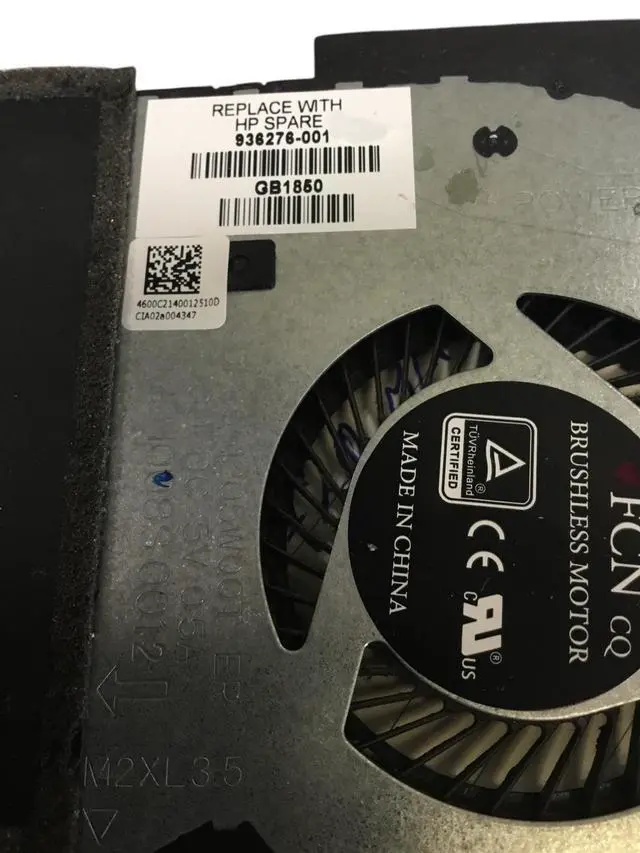 REPLACE WITH
HP SPARE
936276-001
GB1850
4600C2140012510D
CIA02a004347
POWER
TÜVRheinland®
CERTIFIED
MADE IN CHINA
CE
c
US
®
FCN CQ
BRUSHLESS MOTOR
M2XL3.5